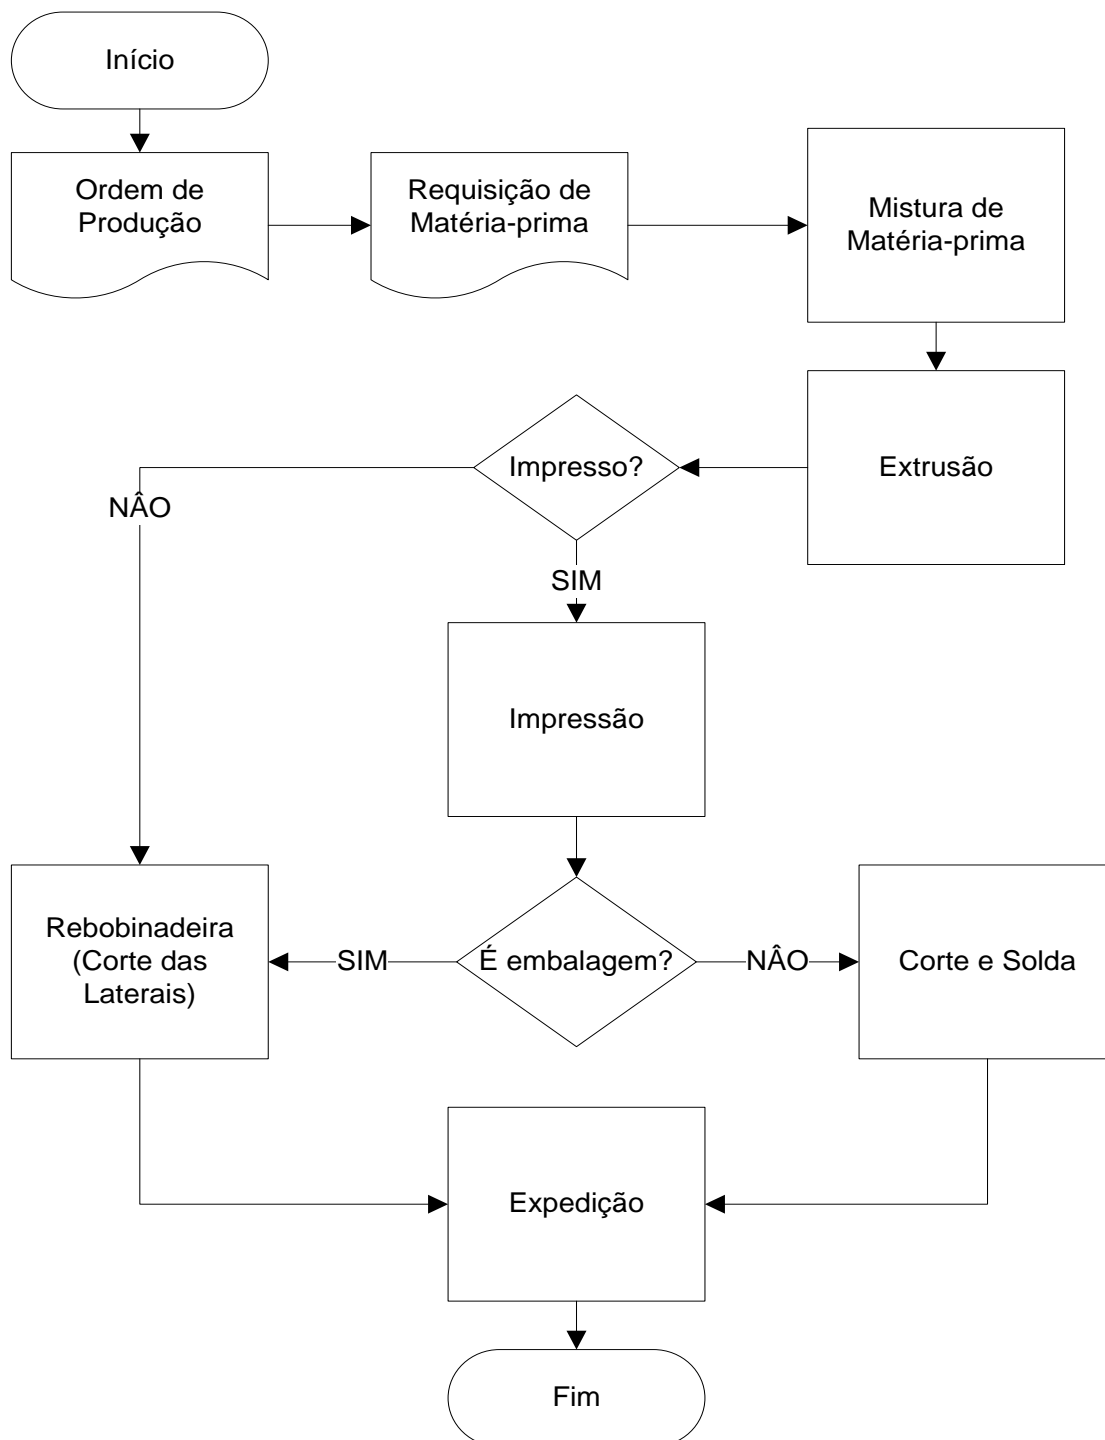 Início
Ordem de
Produção
Requisição de
Matéria-prima
Mistura de
Matéria-prima
Impresso?
Extrusão
NÂO
SIM
Impressão
Rebobinadeira
(Corte das
Laterais)
SIM
É embalagem?
NÂO
Corte e Solda
Expedição
Fim